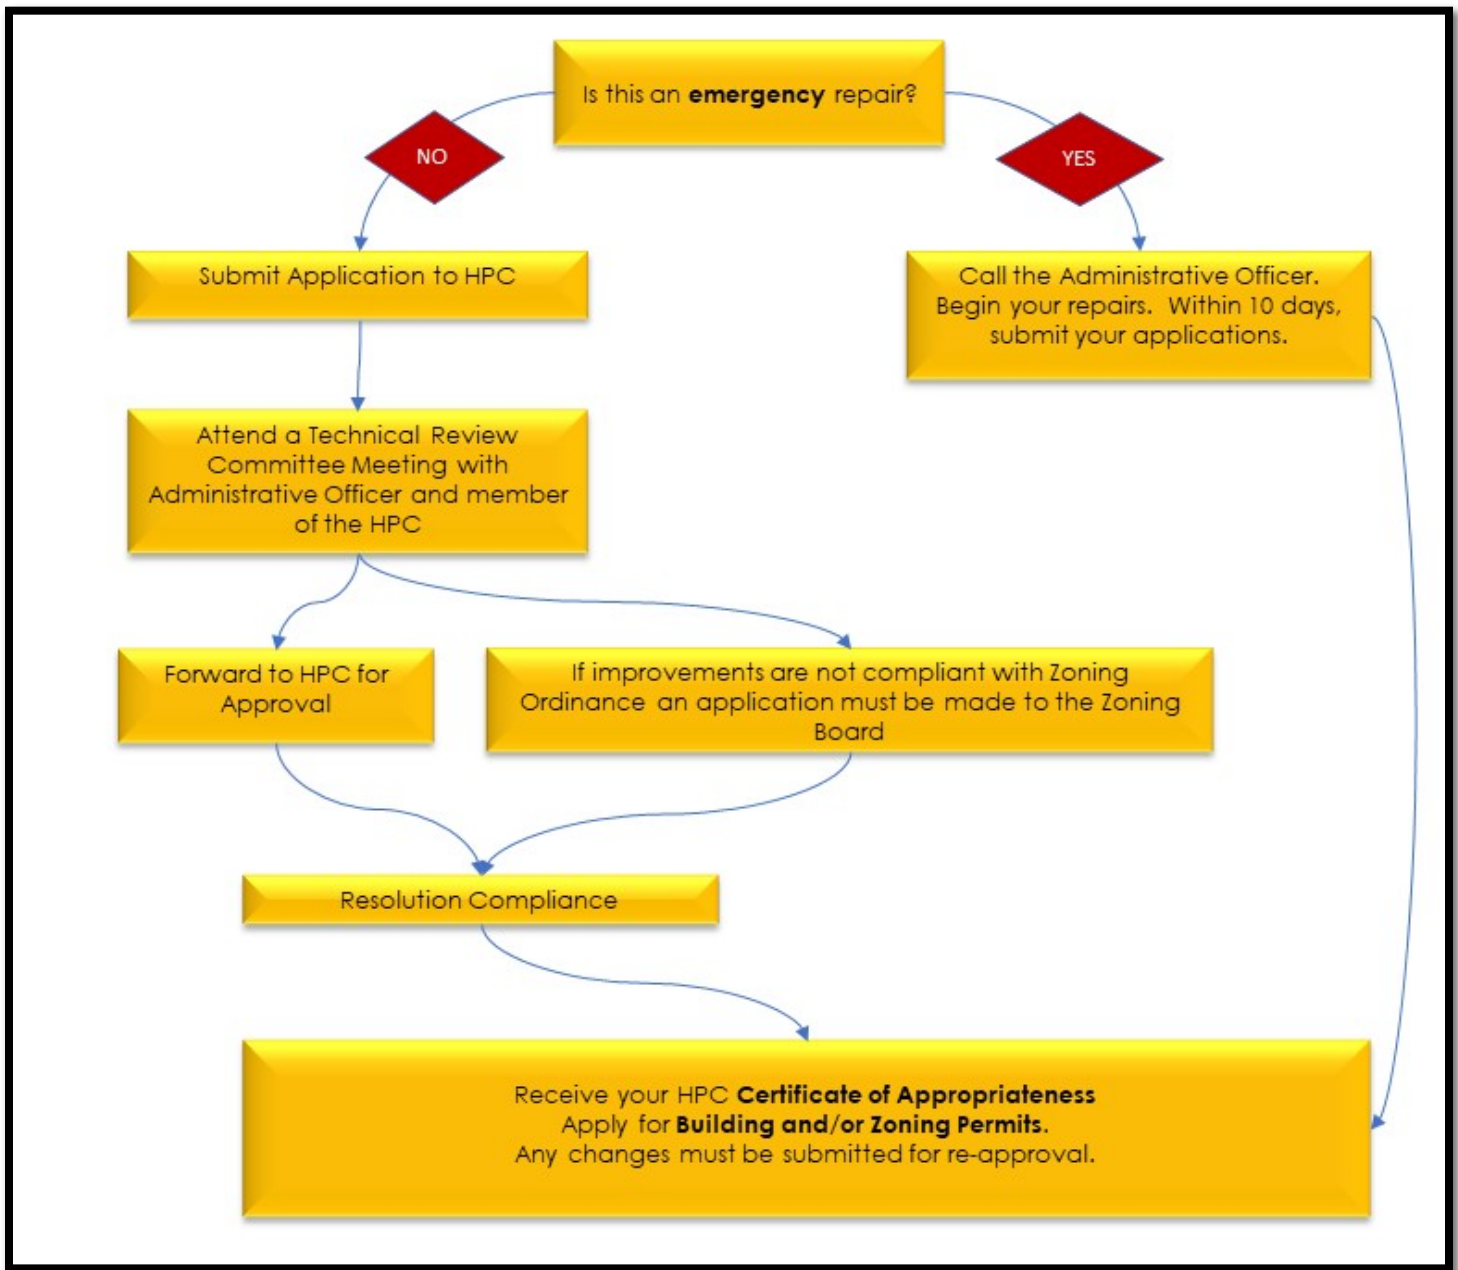 Is this an emergency repair?
NO
YES
Submit Application to HPC
Call the Administrative Officer.
Begin your repairs.  Within 10 days,
submit your applications.
Attend a Technical Review
Committee Meeting with
Administrative Officer and member
of the HPC
Forward to HPC for
Approval
If improvements are not compliant with Zoning
Ordinance an application must be made to the Zoning
Board
Resolution Compliance
Receive your HPC Certificate of Appropriateness
Apply for Building and/or Zoning Permits.
Any changes must be submitted for re-approval.